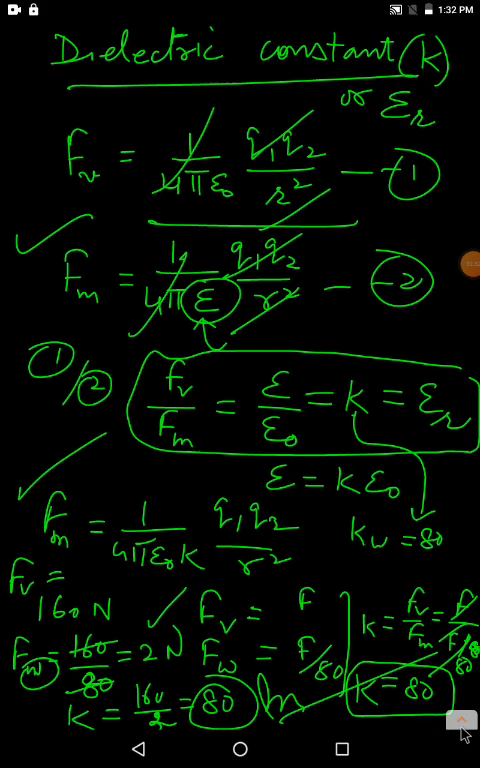 1:32 PM
Dielectric constant (k)
or εr
Fv = 1/4πε0 q1q2/r² — 1
Fm = 1/4πε q1q2/r² — 2
1/2 fv/Fm = ε/ε0 = k = εr
ε = kε0
Fm = 1/4πε0k q1q2/r² kw = 80
Fv = 160 N
Fw = 160/80 = 2N
K = 160/2 = 80
Fv = F
Fw = F/80
k = fv/Fm = F/F/80
k = 80